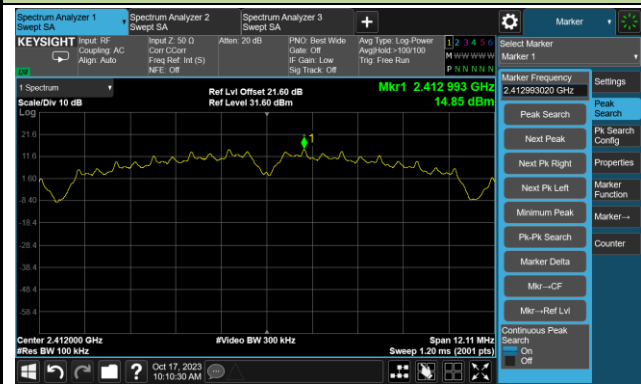 Spectrum Analyzer 1
Swept SA
Spectrum Analyzer 2
Swept SA
Spectrum Analyzer 3
Swept SA
Marker
KEYSIGHT
Input: RF
Coupling: AC
Align: Auto
Input Z: 50 Ω
Corr CCorr
Freq Ref: Int (S)
NFE: Off
Atten: 20 dB
PNO: Best Wide
Gate: Off
IF Gain: Low
Sig Track: Off
Avg Type: Log-Power
Avg|Hold >100/100
Trig: Free Run
1 2 3 4 5 6
M W W W W W
P N N N N N
LXI
Select Marker
Marker 1
1 Spectrum
Scale/Div 10 dB
Log
Ref Lvl Offset 21.60 dB
Ref Level 31.60 dBm
Mkr1 2.412 993 GHz
14.85 dBm
21.6
11.6
1.60
-8.40
-18.4
-28.4
-38.4
-48.4
-58.4
1
Center 2.412000 GHz
#Res BW 100 kHz
#Video BW 300 kHz
Span 12.11 MHz
Sweep 1.20 ms (2001 pts)
Marker Frequency
2.412993020 GHz
Peak Search
Next Peak
Next Pk Right
Next Pk Left
Minimum Peak
Pk-Pk Search
Marker Delta
Mkr→CF
Mkr→Ref Lvl
Continuous Peak
Search
On
Off
Settings
Peak
Search
Pk Search
Config
Properties
Marker
Function
Marker→
Counter
Oct 17, 2023
10:10:30 AM